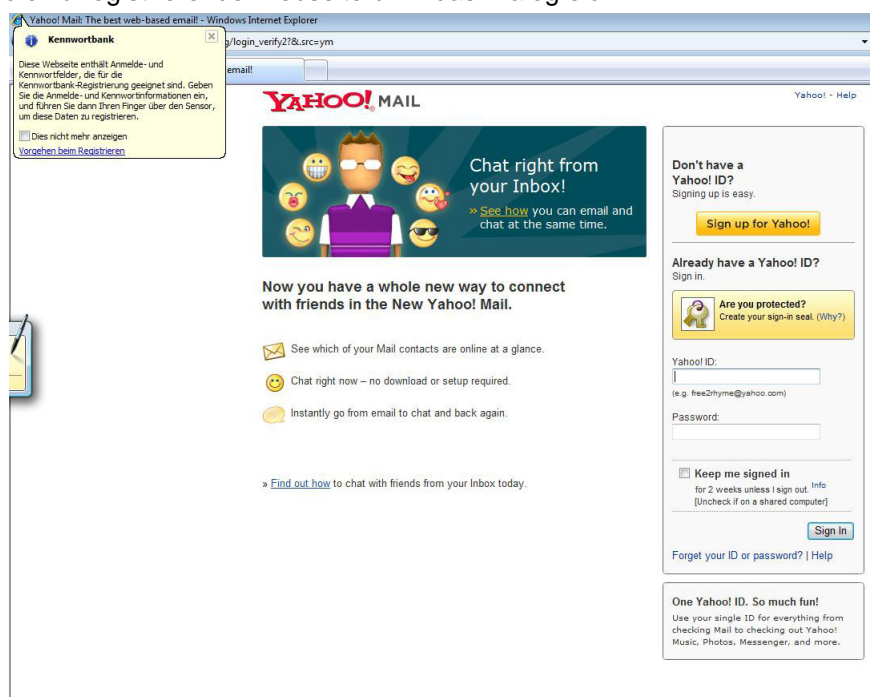 Yahoo! Mail: The best web-based email! - Windows Internet Explorer
g/login_verify2?&.src=ym
email!
Kennwortbank
Diese Webseite enthält Anmelde- und
Kennwortfelder, die für die
Kennwortbank-Registrierung geeignet sind. Geben
Sie die Anmelde- und Kennwortinformationen ein,
und führen Sie dann Ihren Finger über den Sensor,
um diese Daten zu registrieren.
Dies nicht mehr anzeigen
Vorgehen beim Registrieren
YAHOO! MAIL
Yahoo! - Help
Chat right from
your Inbox!
» See how you can email and
chat at the same time.
Now you have a whole new way to connect
with friends in the New Yahoo! Mail.
See which of your Mail contacts are online at a glance.
Chat right now – no download or setup required.
Instantly go from email to chat and back again.
» Find out how to chat with friends from your Inbox today.
Don't have a
Yahoo! ID?
Signing up is easy.
Sign up for Yahoo!
Already have a Yahoo! ID?
Sign in.
Are you protected?
Create your sign-in seal. (Why?)
Yahoo! ID:
(e.g. free2rhyme@yahoo.com)
Password:
Keep me signed in
for 2 weeks unless I sign out. Info
[Uncheck if on a shared computer]
Sign In
Forget your ID or password? | Help
One Yahoo! ID. So much fun!
Use your single ID for everything from
checking Mail to checking out Yahoo!
Music, Photos, Messenger, and more.